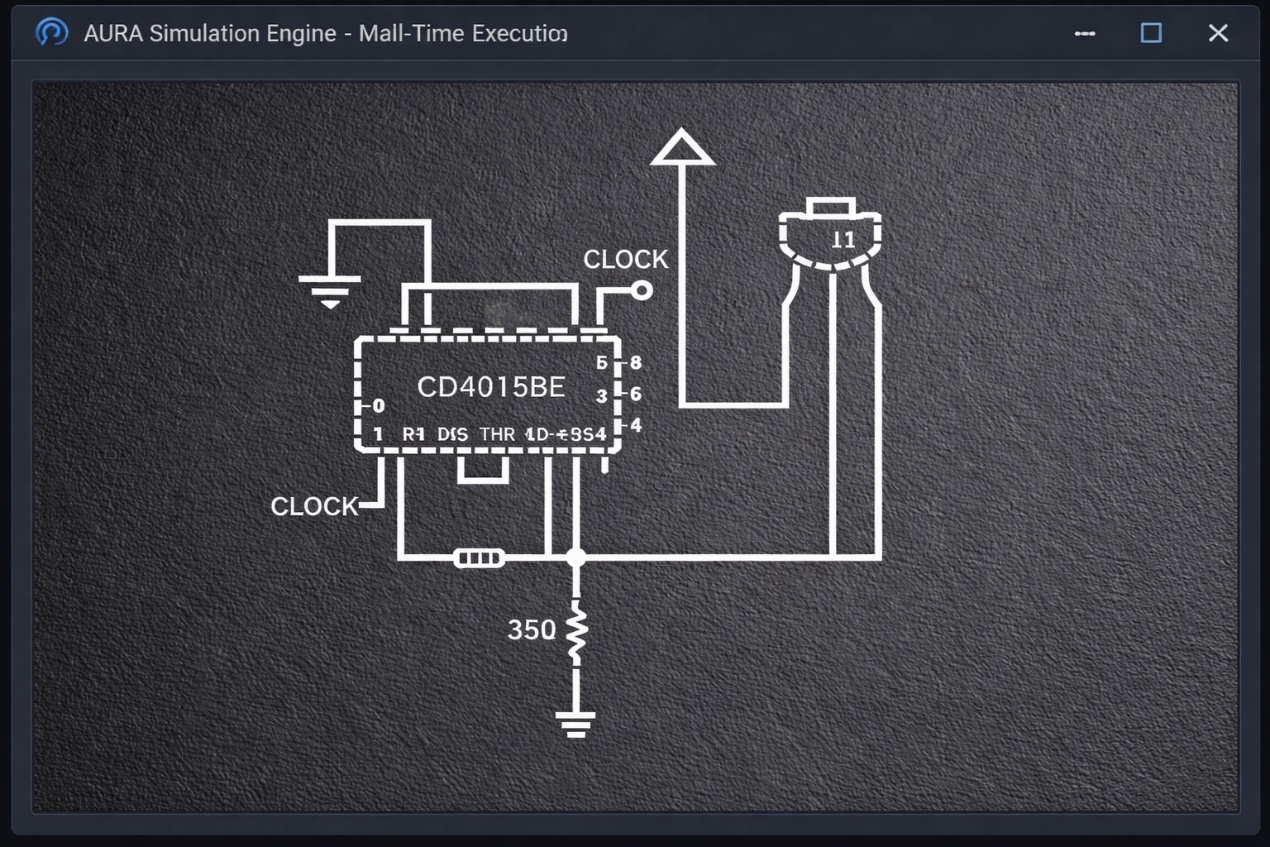 AURA Simulation Engine - Mall-Time Executio
CLOCK
5 8
CD4015BE
3 6
0
4
1 R1 DIS THR
CLOCK
350